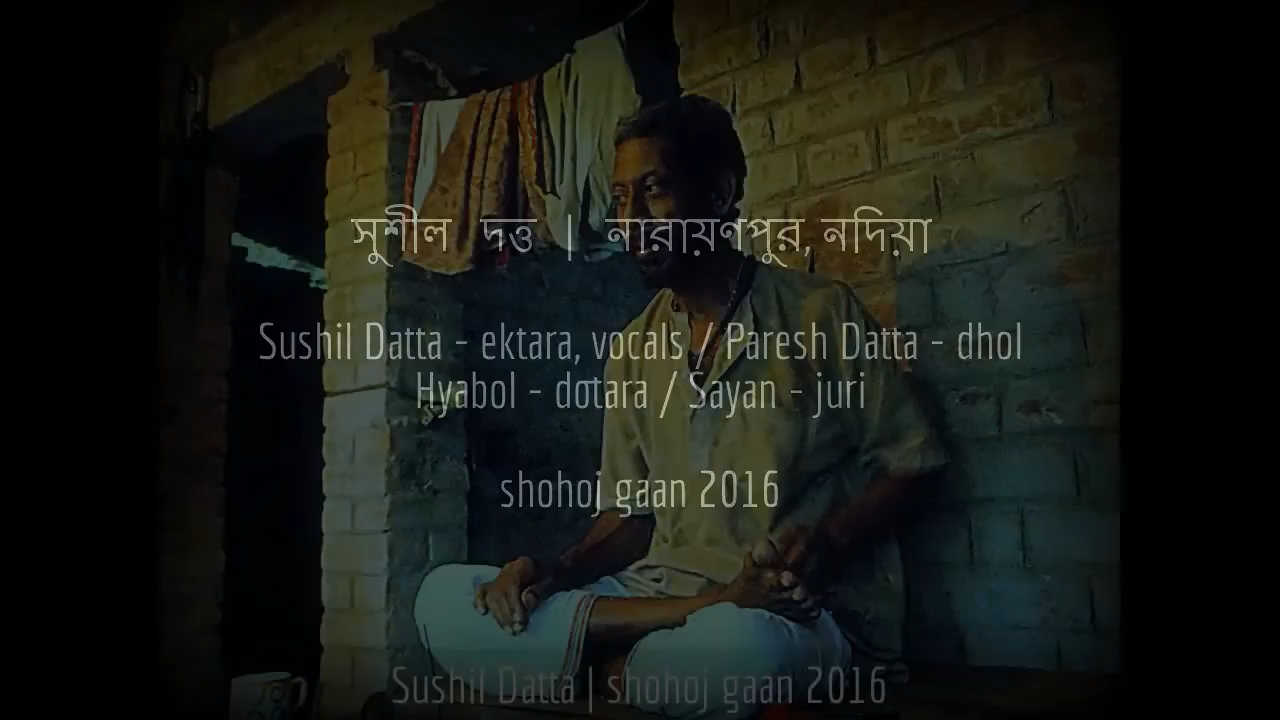 সুশীল দত্ত | নারায়ণপুর, নদিয়া
Sushil Datta - ektara, vocals / Paresh Datta - dhol
Hyabol - dotara / Sayan - juri
shohoj gaan 2016
Sushil Datta | shohoj gaan 2016